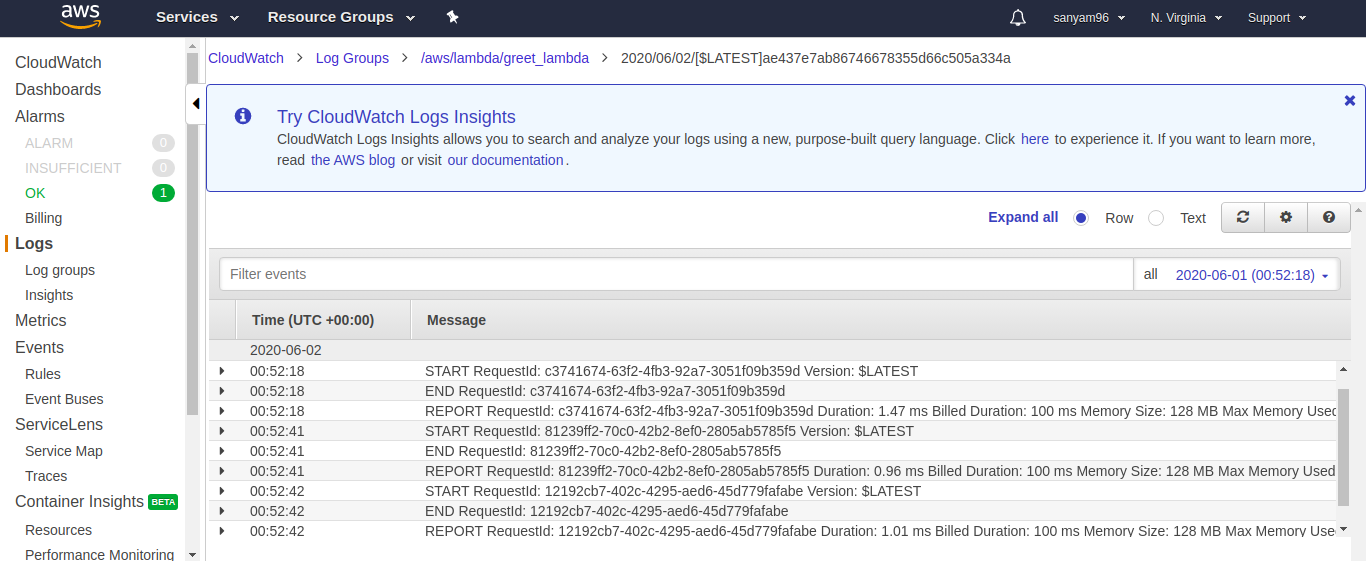 aws Services Resource Groups sanyam96 N. Virginia Support
CloudWatch
Dashboards
Alarms
ALARM 0
INSUFFICIENT 0
OK 1
Billing
Logs
Log groups
Insights
Metrics
Events
Rules
Event Buses
ServiceLens
Service Map
Traces
Container Insights BETA
Resources
Performance Monitoring
CloudWatch > Log Groups > /aws/lambda/greet_lambda > 2020/06/02/[$LATEST]ae437e7ab86746678355d66c505a334a
Try CloudWatch Logs Insights
CloudWatch Logs Insights allows you to search and analyze your logs using a new, purpose-built query language. Click here to experience it. If you want to learn more,
read the AWS blog or visit our documentation.
Expand all Row Text
Filter events all 2020-06-01 (00:52:18)
Time (UTC +00:00) Message
2020-06-02
00:52:18 START RequestId: c3741674-63f2-4fb3-92a7-3051f09b359d Version: $LATEST
00:52:18 END RequestId: c3741674-63f2-4fb3-92a7-3051f09b359d
00:52:18 REPORT RequestId: c3741674-63f2-4fb3-92a7-3051f09b359d Duration: 1.47 ms Billed Duration: 100 ms Memory Size: 128 MB Max Memory Used
00:52:41 START RequestId: 81239ff2-70c0-42b2-8ef0-2805ab5785f5 Version: $LATEST
00:52:41 END RequestId: 81239ff2-70c0-42b2-8ef0-2805ab5785f5
00:52:41 REPORT RequestId: 81239ff2-70c0-42b2-8ef0-2805ab5785f5 Duration: 0.96 ms Billed Duration: 100 ms Memory Size: 128 MB Max Memory Used
00:52:42 START RequestId: 12192cb7-402c-4295-aed6-45d779fafabe Version: $LATEST
00:52:42 END RequestId: 12192cb7-402c-4295-aed6-45d779fafabe
00:52:42 REPORT RequestId: 12192cb7-402c-4295-aed6-45d779fafabe Duration: 1.01 ms Billed Duration: 100 ms Memory Size: 128 MB Max Memory Used